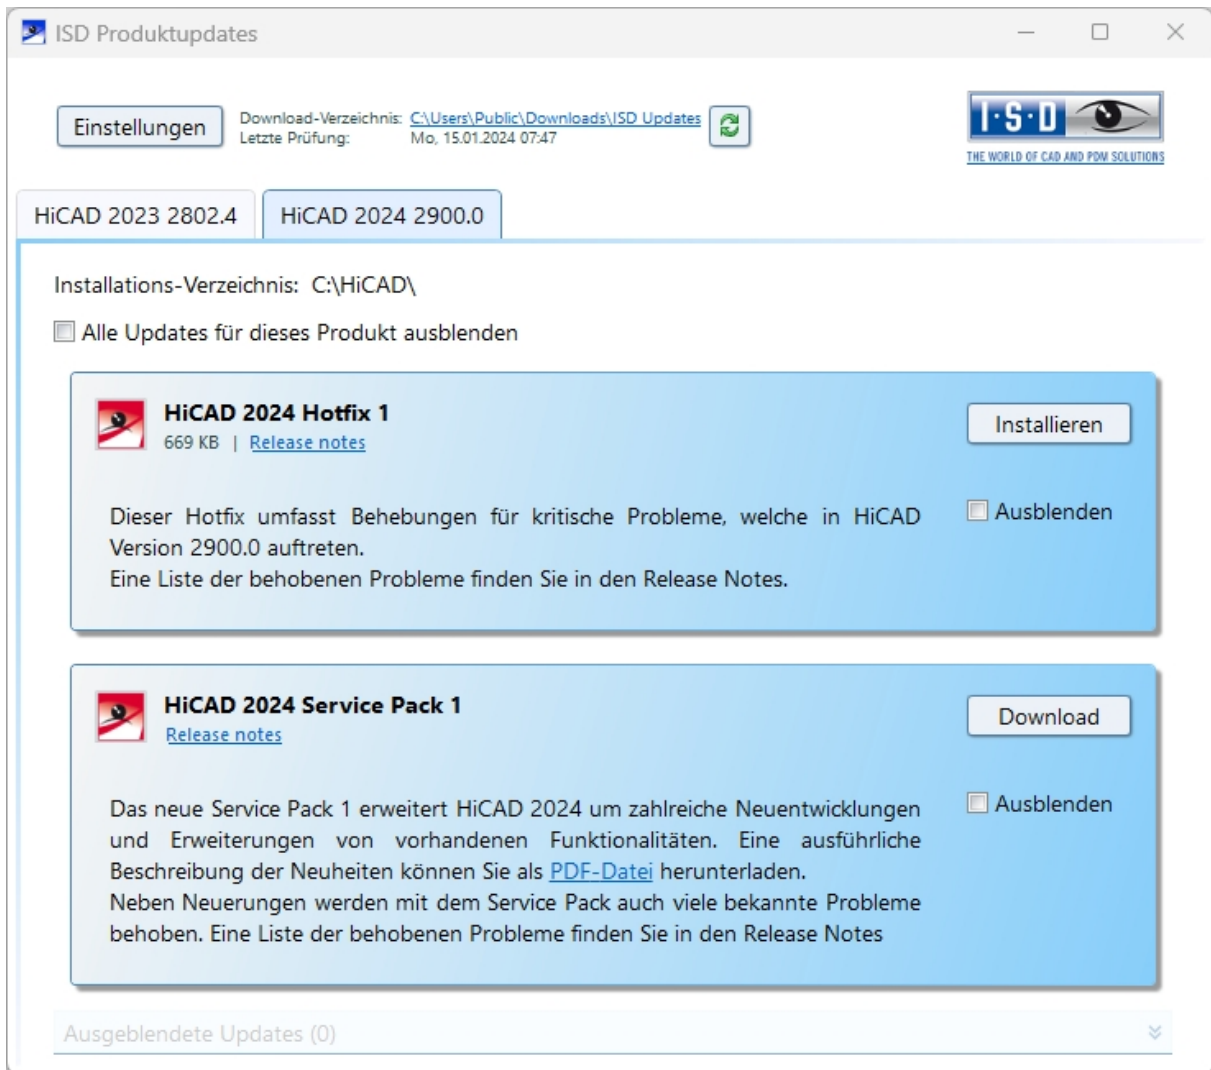 ISD Produktupdates
Einstellungen
Download-Verzeichnis: C:\Users\Public\Downloads\ISD Updates
Letzte Prüfung: Mo, 15.01.2024 07:47
I·S·D
THE WORLD OF CAD AND PDM SOLUTIONS
HiCAD 2023 2802.4
HiCAD 2024 2900.0
Installations-Verzeichnis: C:\HiCAD\
Alle Updates für dieses Produkt ausblenden
HiCAD 2024 Hotfix 1
669 KB | Release notes
Installieren
Dieser Hotfix umfasst Behebungen für kritische Probleme, welche in HiCAD
Version 2900.0 auftreten.
Eine Liste der behobenen Probleme finden Sie in den Release Notes.
Ausblenden
HiCAD 2024 Service Pack 1
Release notes
Download
Das neue Service Pack 1 erweitert HiCAD 2024 um zahlreiche Neuentwicklungen
und Erweiterungen von vorhandenen Funktionalitäten. Eine ausführliche
Beschreibung der Neuheiten können Sie als PDF-Datei herunterladen.
Neben Neuerungen werden mit dem Service Pack auch viele bekannte Probleme
behoben. Eine Liste der behobenen Probleme finden Sie in den Release Notes
Ausblenden
Ausgeblendete Updates (0)